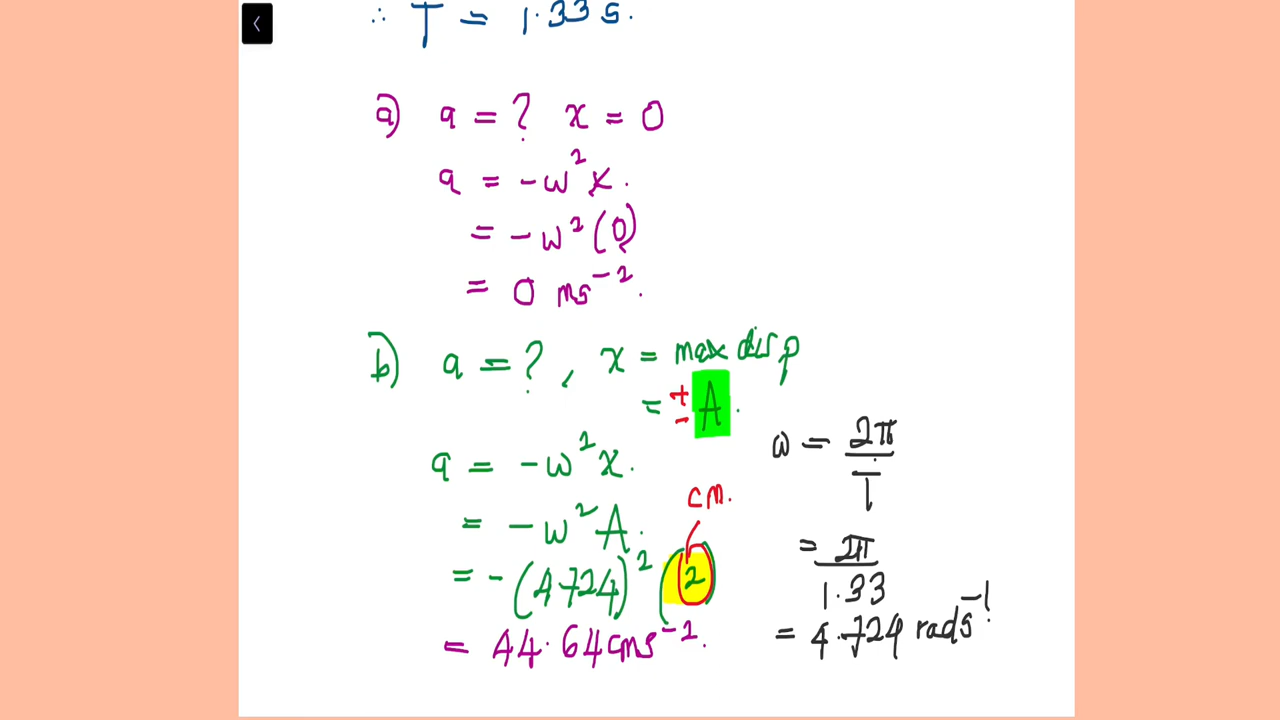 ∴ T = 1.33 s.
a) a = ? x = 0
a = -ω²x.
= -ω²(0)
= 0 ms⁻².
b) a = ?, x = max disp
= ± A.
a = -ω²x.
= -ω²A.
cm.
= -(4.724)²(2)
= 44.64 cms⁻².
ω = 2π/T
= 2π/1.33
= 4.724 rads⁻¹.